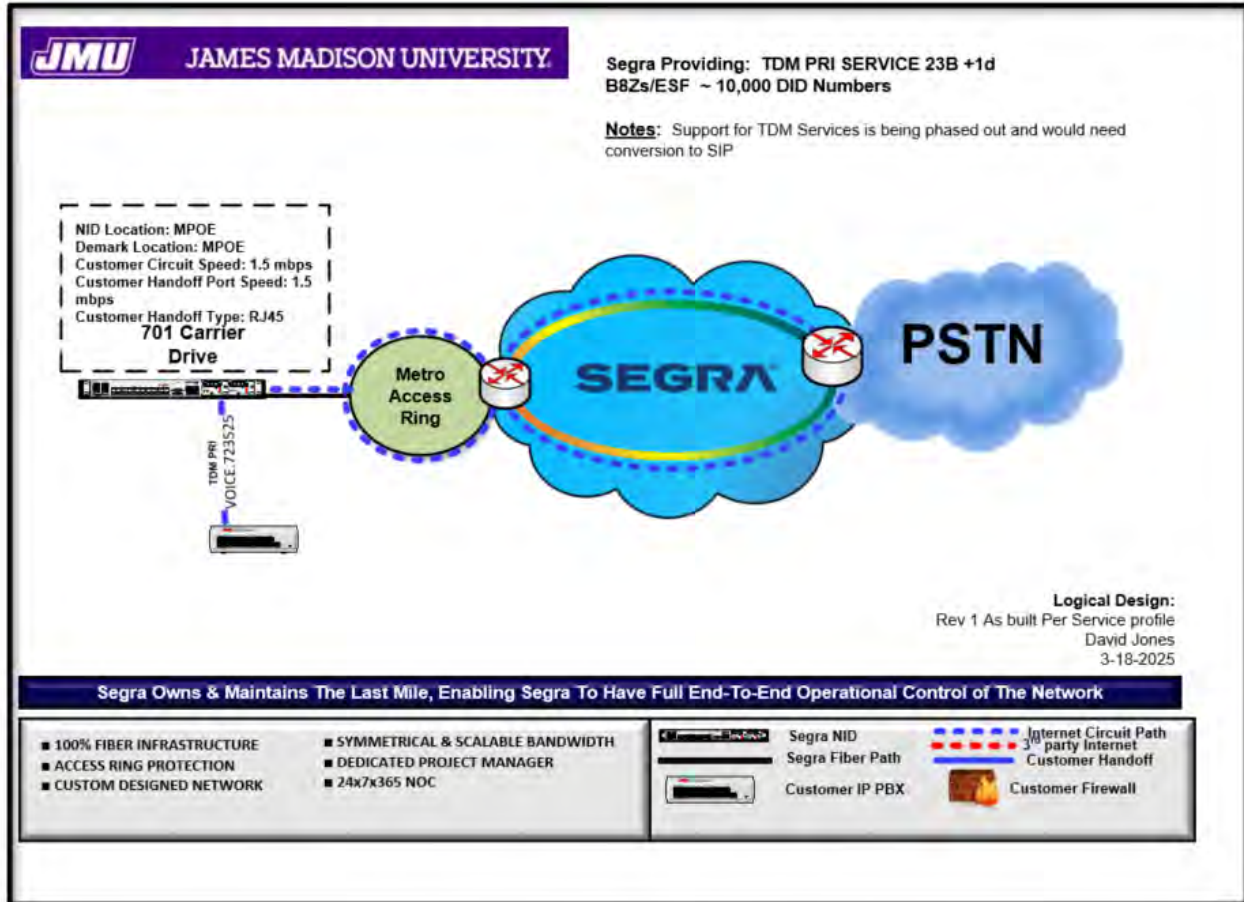 JMU JAMES MADISON UNIVERSITY.
Segra Providing: TDM PRI SERVICE 23B +1d
B8Zs/ESF ~ 10,000 DID Numbers
Notes: Support for TDM Services is being phased out and would need
conversion to SIP
NID Location: MPOE
Demark Location: MPOE
Customer Circuit Speed: 1.5 mbps
Customer Handoff Port Speed: 1.5
mbps
Customer Handoff Type: RJ45
701 Carrier
Drive
Metro
Access
Ring
SEGRA
PSTN
TDM PRI
VOICE.723525
Logical Design:
Rev 1 As built Per Service profile
David Jones
3-18-2025
Segra Owns & Maintains The Last Mile, Enabling Segra To Have Full End-To-End Operational Control of The Network
■ 100% FIBER INFRASTRUCTURE
■ ACCESS RING PROTECTION
■ CUSTOM DESIGNED NETWORK
■ SYMMETRICAL & SCALABLE BANDWIDTH
■ DEDICATED PROJECT MANAGER
■ 24x7x365 NOC
Segra NID
Segra Fiber Path
Customer IP PBX
Internet Circuit Path
3rd party Internet
Customer Handoff
Customer Firewall